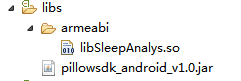 libs
armeabi
libSleepAnalys.so
pillowsdk_android_v1.0.jar